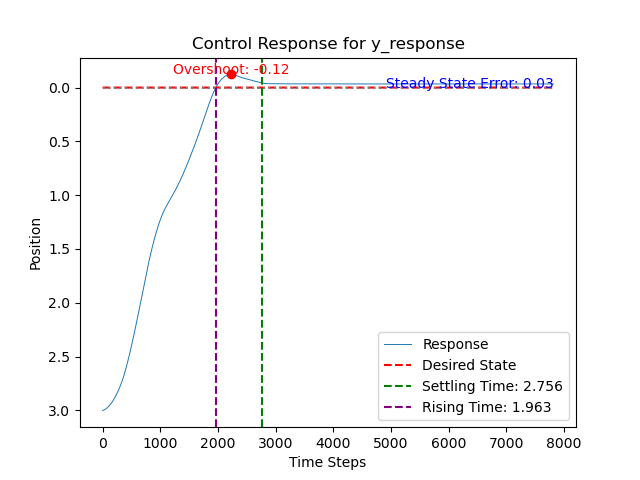 Control Response for y_response
Overshoot: -0.12
Steady State Error: 0.03
0.0
0.5
1.0
1.5
2.0
2.5
3.0
Position
Response
Desired State
Settling Time: 2.756
Rising Time: 1.963
0 1000 2000 3000 4000 5000 6000 7000 8000
Time Steps